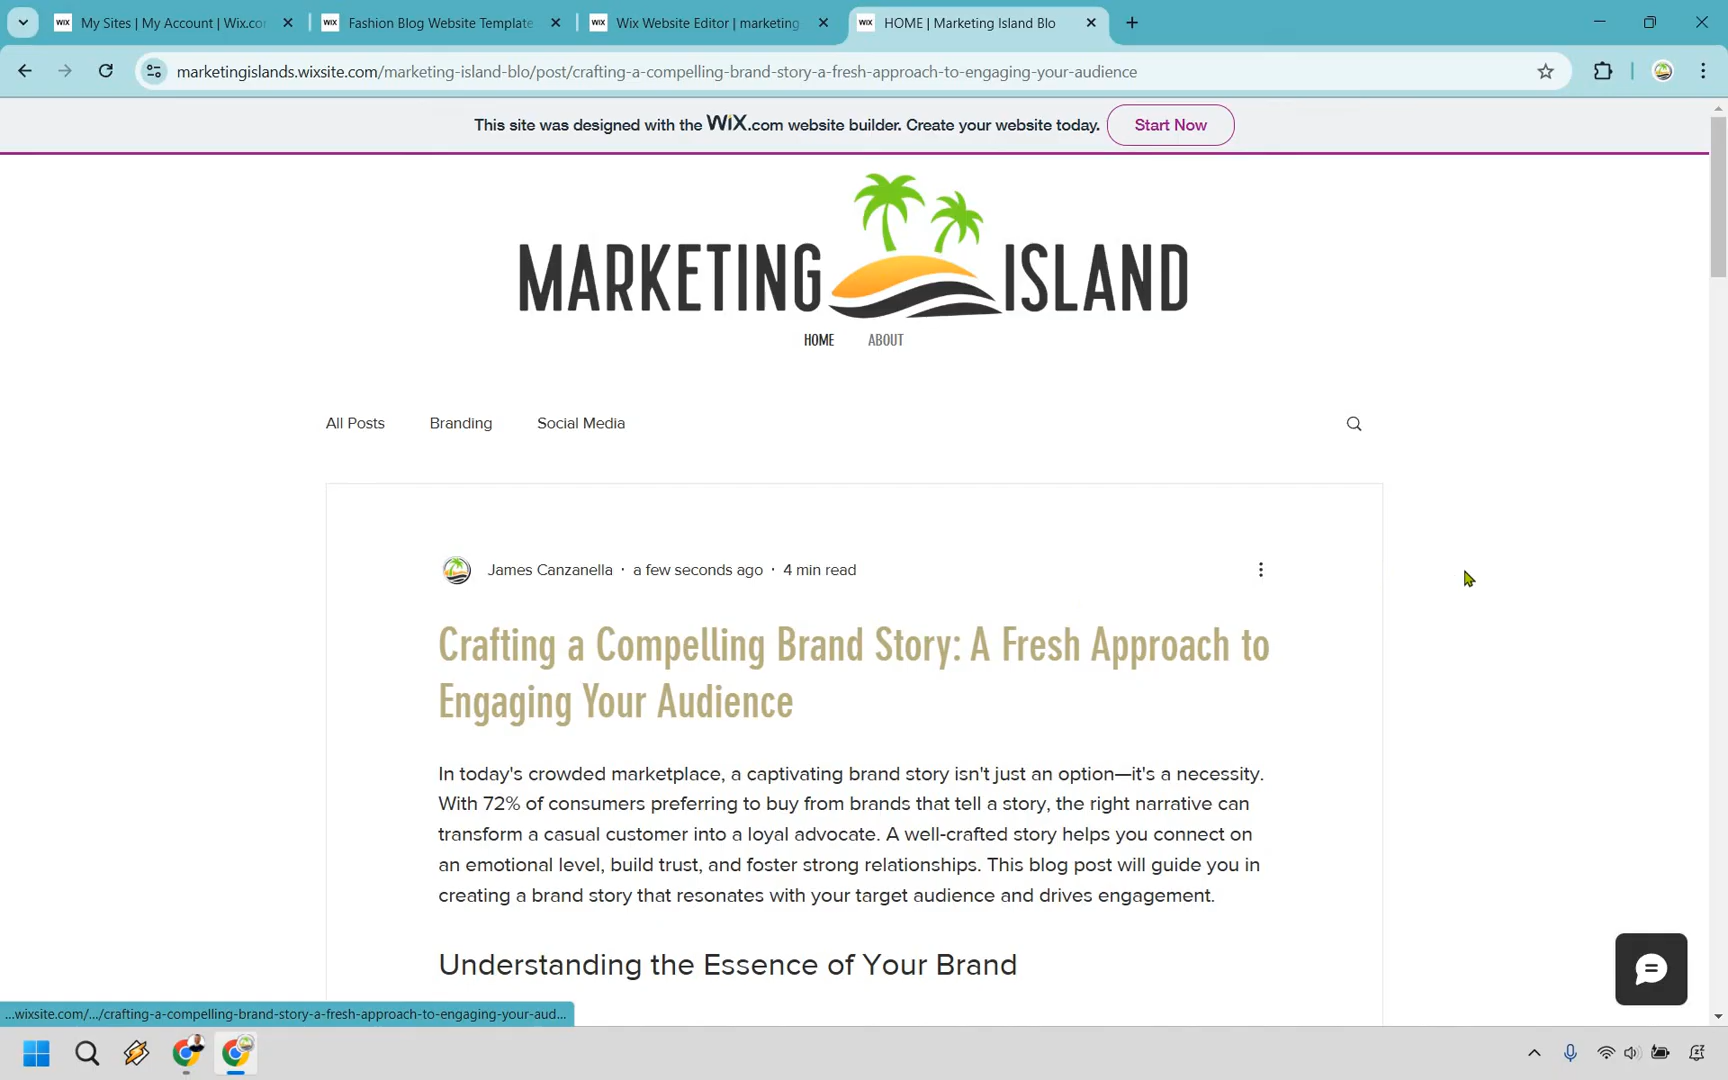 WiX My Sites | My Account | Wix.co
WiX Fashion Blog Website Template
WiX Wix Website Editor | marketing
WiX HOME | Marketing Island Blo
marketingislands.wixsite.com/marketing-island-blo/post/crafting-a-compelling-brand-story-a-fresh-approach-to-engaging-your-audience
This site was designed with the WiX.com website builder. Create your website today. Start Now
MARKETING ISLAND
HOME ABOUT
All Posts Branding Social Media
James Canzanella · a few seconds ago · 4 min read
Crafting a Compelling Brand Story: A Fresh Approach to
Engaging Your Audience
In today's crowded marketplace, a captivating brand story isn't just an option—it's a necessity.
With 72% of consumers preferring to buy from brands that tell a story, the right narrative can
transform a casual customer into a loyal advocate. A well-crafted story helps you connect on
an emotional level, build trust, and foster strong relationships. This blog post will guide you in
creating a brand story that resonates with your target audience and drives engagement.
Understanding the Essence of Your Brand
...wixsite.com/.../crafting-a-compelling-brand-story-a-fresh-approach-to-engaging-your-aud...